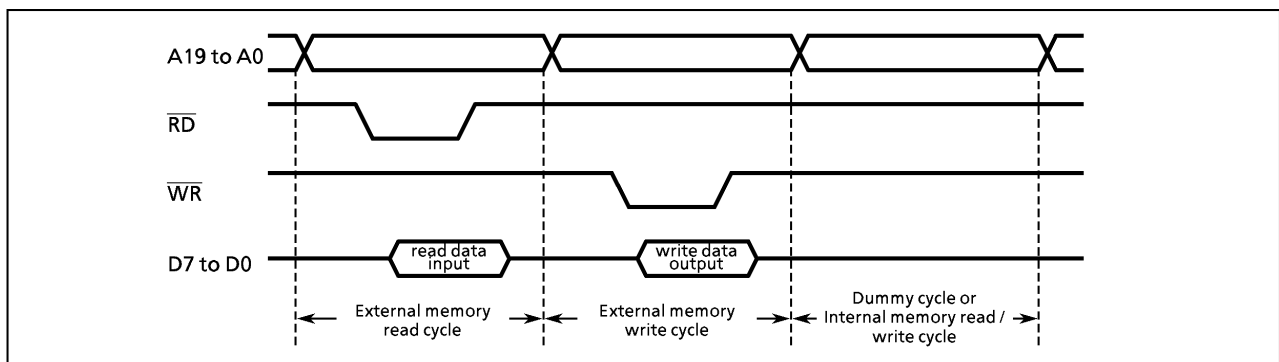 A19 to A0
RD
WR
D7 to D0
read data
input
write data
output
External memory
read cycle
External memory
write cycle
Dummy cycle or
Internal memory read /
write cycle